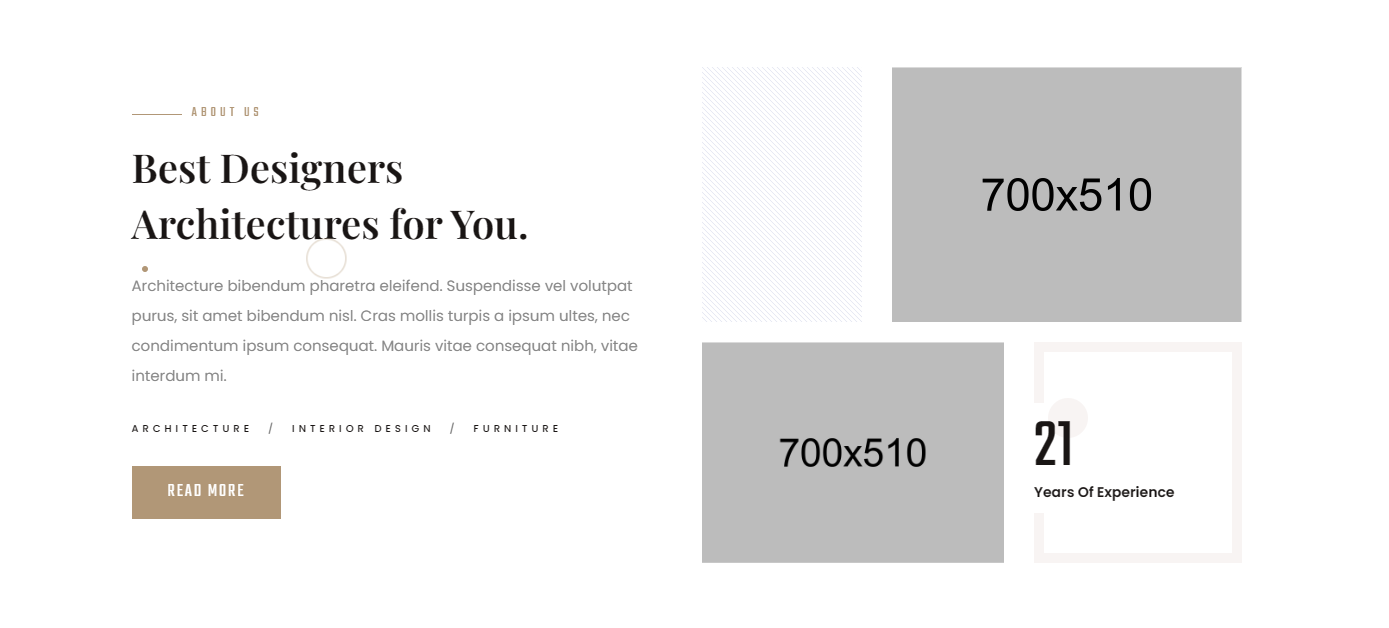 ABOUT US
Best Designers
Architectures for You.
Architecture bibendum pharetra eleifend. Suspendisse vel volutpat
purus, sit amet bibendum nisl. Cras mollis turpis a ipsum ultes, nec
condimentum ipsum consequat. Mauris vitae consequat nibh, vitae
interdum mi.
ARCHITECTURE / INTERIOR DESIGN / FURNITURE
READ MORE
700x510
700x510
21
Years Of Experience